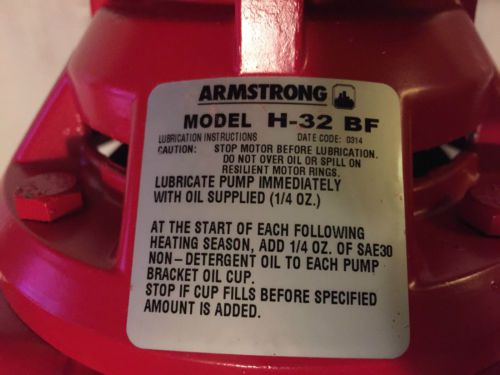 ARMSTRONG
MODEL H-32 BF
LUBRICATION INSTRUCTIONS DATE CODE: 0314
CAUTION: STOP MOTOR BEFORE LUBRICATION.
DO NOT OVER OIL OR SPILL ON
RESILIENT MOTOR RINGS.
LUBRICATE PUMP IMMEDIATELY
WITH OIL SUPPLIED (1/4 OZ.)
AT THE START OF EACH FOLLOWING
HEATING SEASON, ADD 1/4 OZ. OF SAE30
NON-DETERGENT OIL TO EACH PUMP
BRACKET OIL CUP.
STOP IF CUP FILLS BEFORE SPECIFIED
AMOUNT IS ADDED.